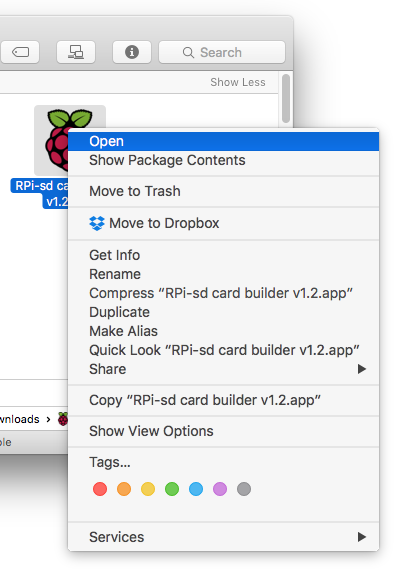 Search
Show Less
RPi-sd ca
v1.2
Open
Show Package Contents
Move to Trash
Move to Dropbox
Get Info
Rename
Compress “RPi-sd card builder v1.2.app”
Duplicate
Make Alias
Quick Look “RPi-sd card builder v1.2.app”
Share
Copy “RPi-sd card builder v1.2.app”
wnloads ›
Show View Options
ble
Tags...
Services